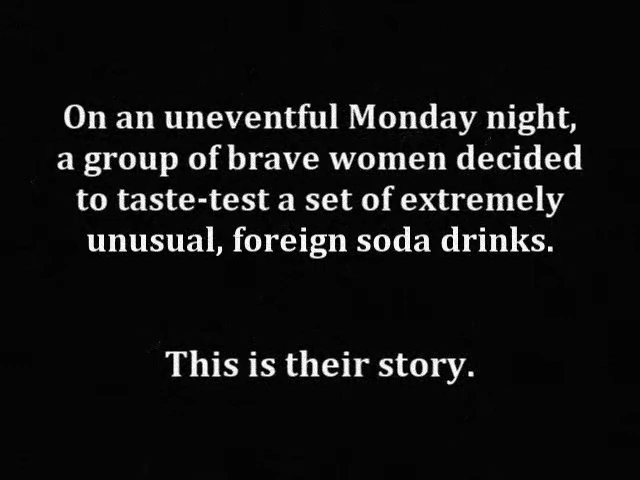 On an uneventful Monday night,
a group of brave women decided
to taste-test a set of extremely
unusual, foreign soda drinks.
This is their story.